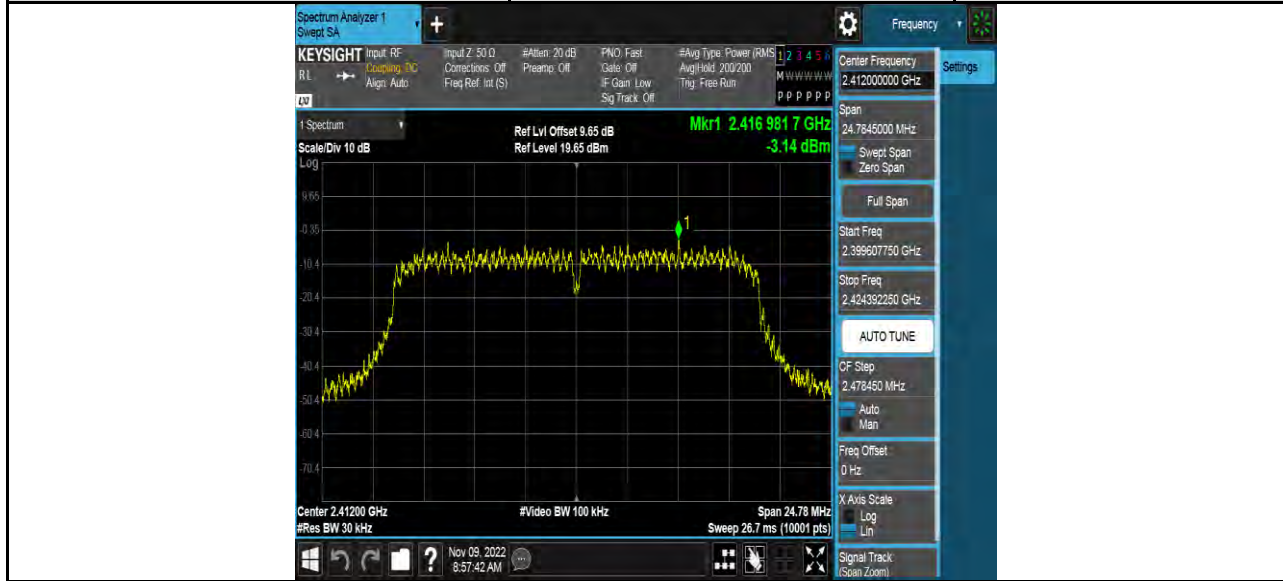 Spectrum Analyzer 1
Swept SA
+
Frequency
KEYSIGHT
RL
LXI
Input: RF
Coupling: DC
Align: Auto
Input Z: 50 Ω
Corrections: Off
Freq Ref: Int (S)
#Atten: 20 dB
Preamp: Off
PNO: Fast
Gate: Off
IF Gain: Low
Sig Track: Off
#Avg Type: Power (RMS
Avg|Hold: 200/200
Trig: Free Run
1 2 3 4 5 6
M W W W W W
P P P P P P
1 Spectrum
Scale/Div 10 dB
Ref Lvl Offset 9.65 dB
Ref Level 19.65 dBm
Mkr1 2.416 981 7 GHz
-3.14 dBm
Log
9.65
-0.35
-10.4
-20.4
-30.4
-40.4
-50.4
-60.4
-70.4
1
Center 2.41200 GHz
#Res BW 30 kHz
#Video BW 100 kHz
Span 24.78 MHz
Sweep 26.7 ms (10001 pts)
?
Nov 09, 2022
8:57:42 AM
Center Frequency
2.412000000 GHz
Settings
Span
24.7845000 MHz
Swept Span
Zero Span
Full Span
Start Freq
2.399607750 GHz
Stop Freq
2.424392250 GHz
AUTO TUNE
CF Step
2.478450 MHz
Auto
Man
Freq Offset
0 Hz
X Axis Scale
Log
Lin
Signal Track
(Span Zoom)